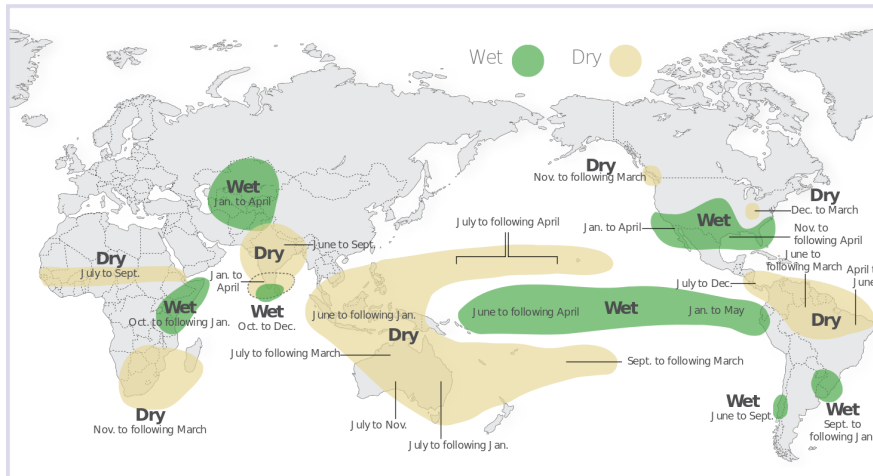 Wet Dry
Dry
Nov. to following March
Wet
Jan. to April
Dry
Dec. to March
July to following April
Jan. to April
Wet
Nov. to
following April
Dry
June to Sept.
June to
following March
Dry
July to Sept.
Jan. to
April
July to Dec.
April to
June
Wet
Oct. to following Jan.
Wet
Oct. to Dec.
June to following Jan.
Dry
June to following April
Wet
Jan. to May
Dry
July to following March
Sept. to following March
Dry
Nov. to following March
July to Nov.
July to following Jan.
Wet
June to Sept.
Wet
Sept. to
following Jan